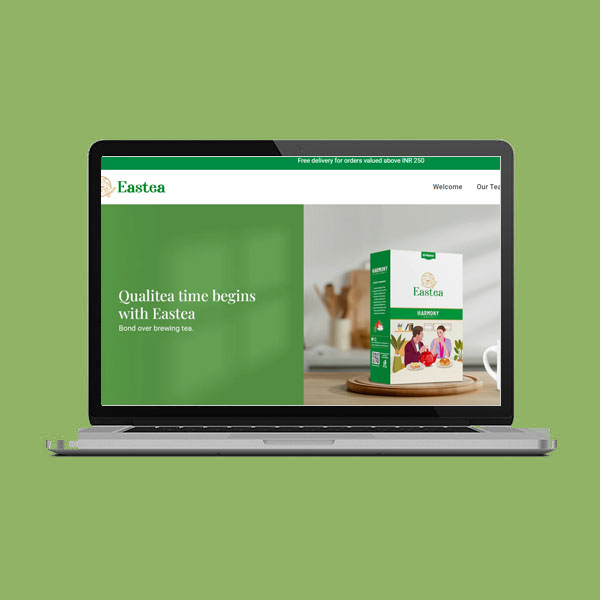 Free delivery for orders valued above INR 250
Eastea
Welcome
Our Tea
Qualitea time begins
with Eastea
Bond over brewing tea.
HARMONY
Eastea
HARMONY